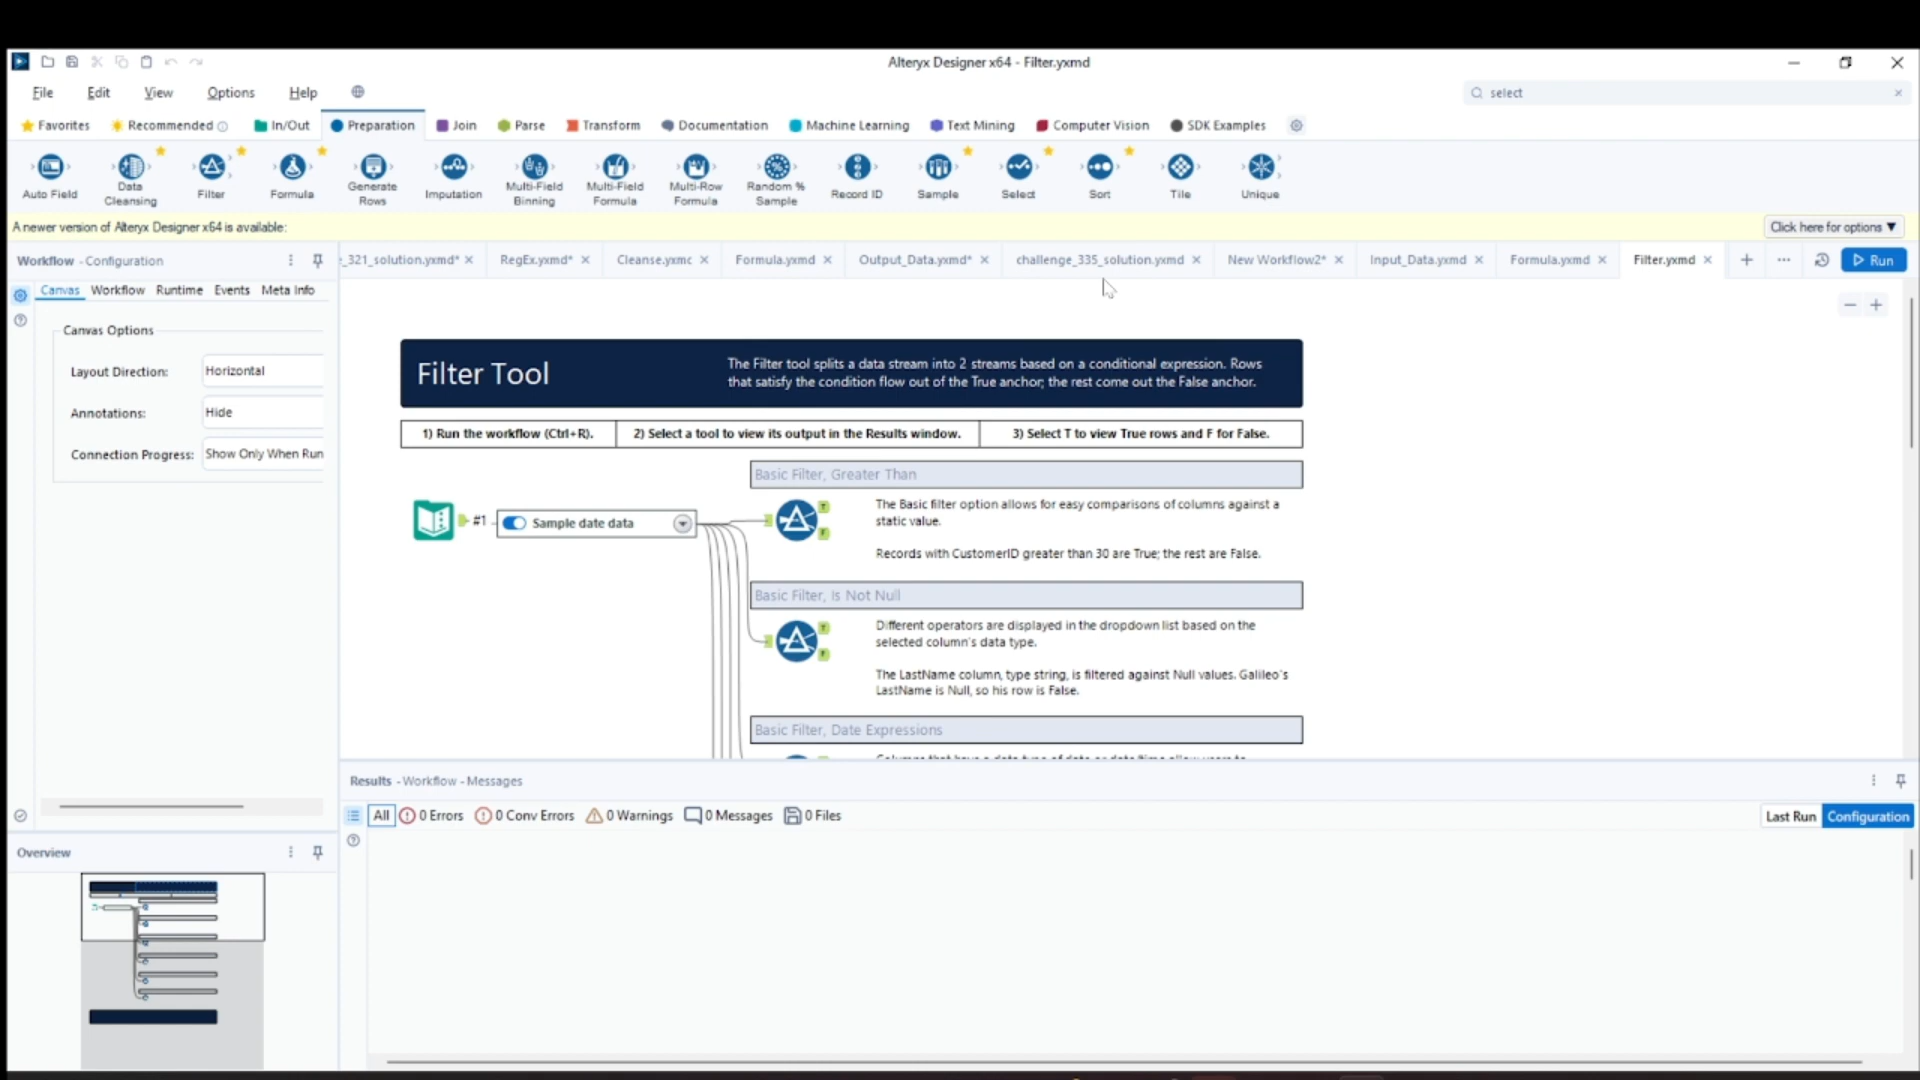 Alteryx Designer x64 - Filter.yxmd
File Edit View Options Help
select
Favorites Recommended In/Out Preparation Join Parse Transform Documentation Machine Learning Text Mining Computer Vision SDK Examples
Auto Field
Data Cleansing
Filter
Formula
Generate Rows
Imputation
Multi-Field Binning
Multi-Field Formula
Multi-Row Formula
Random % Sample
Record ID
Sample
Select
Sort
Tile
Unique
A newer version of Alteryx Designer x64 is available:
Click here for options ▼
Workflow - Configuration
_321_solution.yxmd* RegEx.yxmd* Cleanse.yxmc Formula.yxmd Output_Data.yxmd* challenge_335_solution.yxmd New Workflow2* Input_Data.yxmd Formula.yxmd Filter.yxmd
Run
Canvas Workflow Runtime Events Meta Info
Canvas Options
Layout Direction: Horizontal
Annotations: Hide
Connection Progress: Show Only When Run
Filter Tool
The Filter tool splits a data stream into 2 streams based on a conditional expression. Rows
that satisfy the condition flow out of the True anchor; the rest come out the False anchor.
1) Run the workflow (Ctrl+R).
2) Select a tool to view its output in the Results window.
3) Select T to view True rows and F for False.
Basic Filter, Greater Than
#1
Sample date data
T
F
The Basic filter option allows for easy comparisons of columns against a
static value.
Records with CustomerID greater than 30 are True; the rest are False.
Basic Filter, Is Not Null
T
F
Different operators are displayed in the dropdown list based on the
selected column's data type.
The LastName column, type string, is filtered against Null values. Galileo's
LastName is Null, so his row is False.
Basic Filter, Date Expressions
Columns that have a data type of date or date/time allow users to
Results - Workflow - Messages
All 0 Errors 0 Conv Errors 0 Warnings 0 Messages 0 Files
Last Run Configuration
Overview